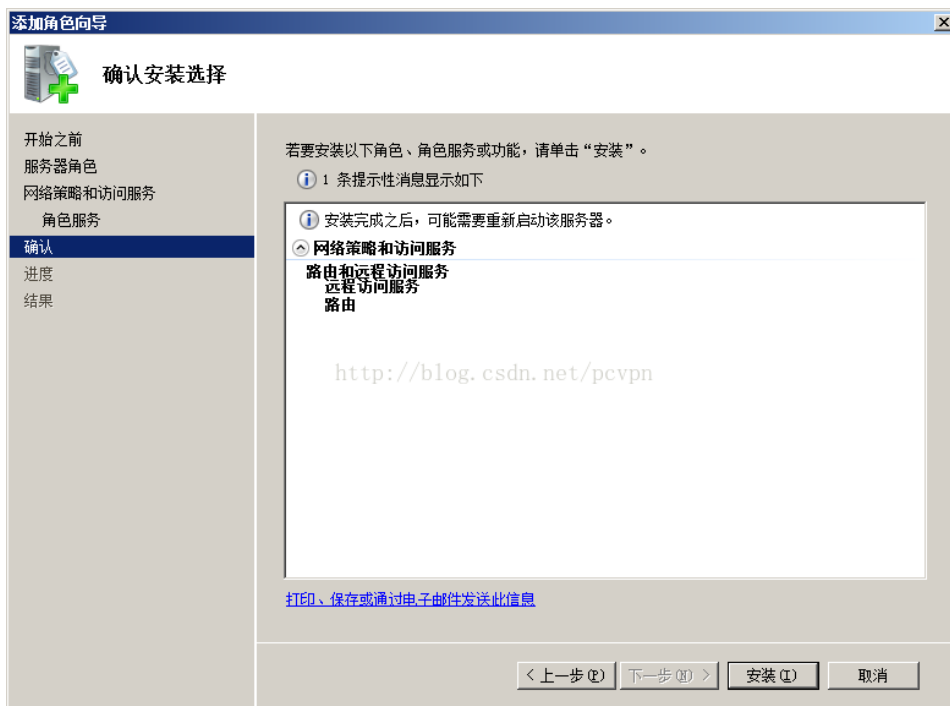 添加角色向导
确认安装选择
开始之前
服务器角色
网络策略和访问服务
角色服务
确认
进度
结果
若要安装以下角色、角色服务或功能，请单击“安装”。
1 条提示性消息显示如下
安装完成之后，可能需要重新启动该服务器。
网络策略和访问服务
路由和远程访问服务
远程访问服务
路由
http://blog.csdn.net/pcvpn
打印、保存或通过电子邮件发送此信息
< 上一步(P) 下一步(N) > 安装(I) 取消